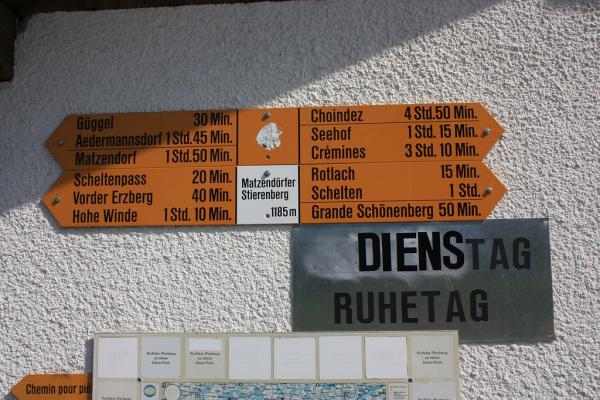 Güggel 30 Min.
Aedermannsdorf 1 Std. 45 Min.
Matzendorf 1 Std. 50 Min.
Scheltenpass 20 Min.
Vorder Erzberg 40 Min.
Hohe Winde 1 Std. 10 Min.
Matzendörfer
Stierenberg
1185 m
Choindez 4 Std. 50 Min.
Seehof 1 Std. 15 Min.
Crémines 3 Std. 10 Min.
Rotlach 15 Min.
Schelten 1 Std.
Grande Schönenberg 50 Min.
DIENSTAG
RUHETAG
Chemin pour